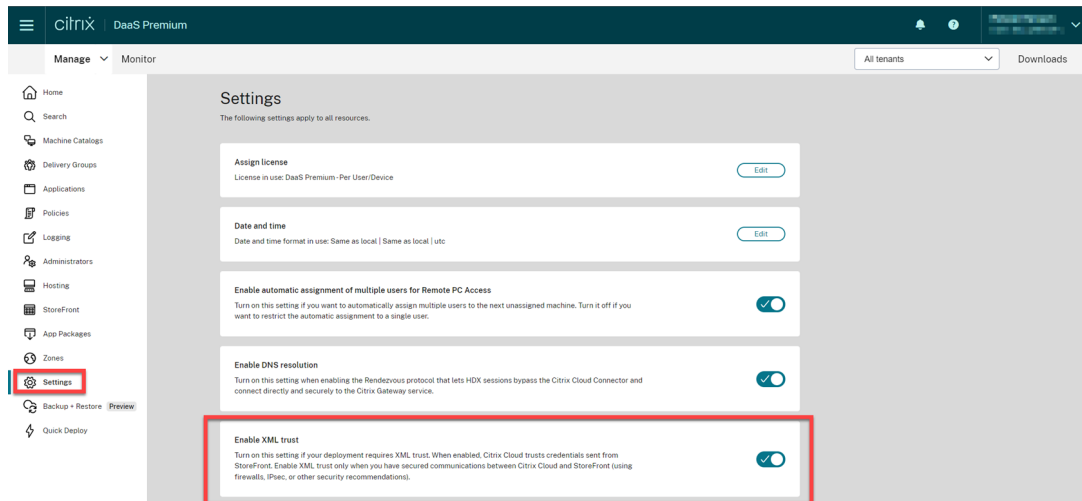 citrix | DaaS Premium
Manage Monitor All tenants Downloads
Home
Search
Machine Catalogs
Delivery Groups
Applications
Policies
Logging
Administrators
Hosting
StoreFront
App Packages
Zones
Settings
Backup + Restore Preview
Quick Deploy
Settings
The following settings apply to all resources.
Assign license
License in use: DaaS Premium - Per User/Device
Edit
Date and time
Date and time format in use: Same as local | Same as local | utc
Edit
Enable automatic assignment of multiple users for Remote PC Access
Turn on this setting if you want to automatically assign multiple users to the next unassigned machine. Turn it off if you
want to restrict the automatic assignment to a single user.
Enable DNS resolution
Turn on this setting when enabling the Rendezvous protocol that lets HDX sessions bypass the Citrix Cloud Connector and
connect directly and securely to the Citrix Gateway service.
Enable XML trust
Turn on this setting if your deployment requires XML trust. When enabled, Citrix Cloud trusts credentials sent from
StoreFront. Enable XML trust only when you have secured communications between Citrix Cloud and StoreFront (using
firewalls, IPsec, or other security recommendations).